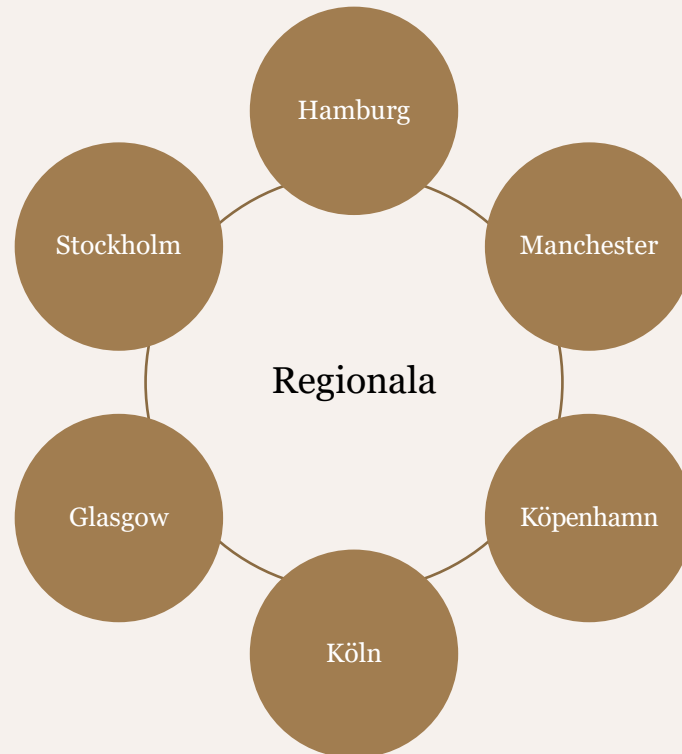 Hamburg
Stockholm
Manchester
Regionala
Glasgow
Köpenhamn
Köln